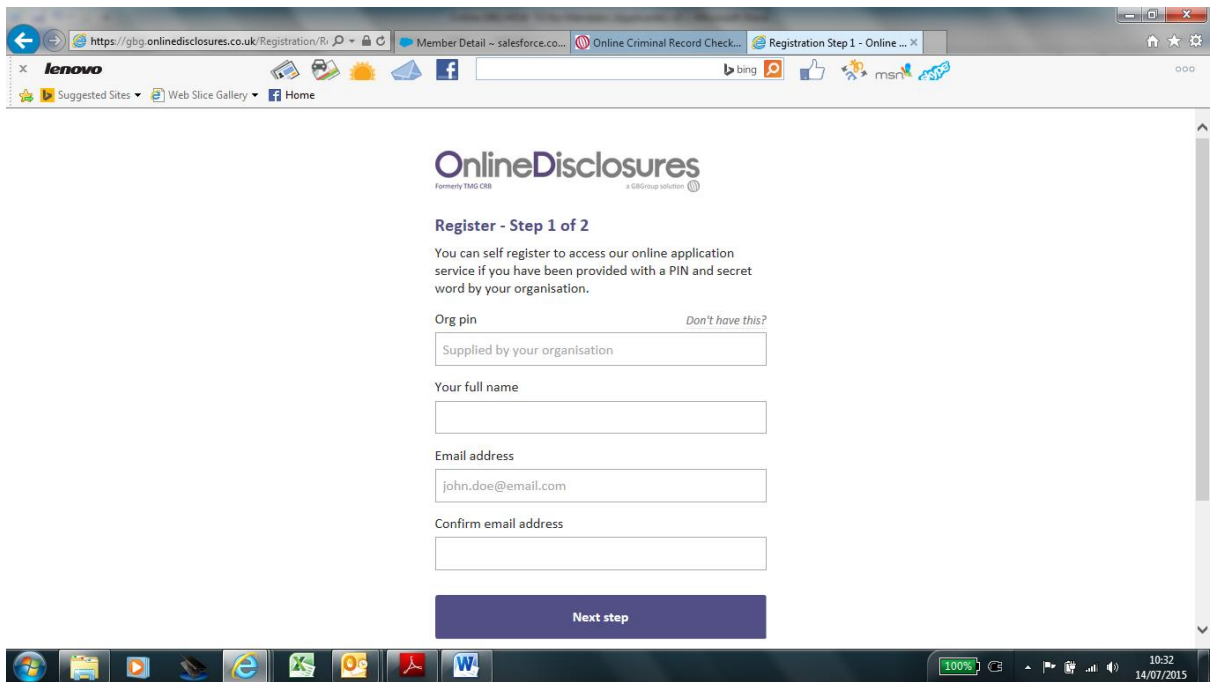 https://gbg.onlinedisclosures.co.uk/Registration/R
Member Detail ~ salesforce.co...
Online Criminal Record Check...
Registration Step 1 - Online ...
lenovo
bing
msn
Suggested Sites
Web Slice Gallery
Home
OnlineDisclosures
Formerly TMG CRB
a GBGroup solution
Register - Step 1 of 2
You can self register to access our online application
service if you have been provided with a PIN and secret
word by your organisation.
Org pin
Don't have this?
Supplied by your organisation
Your full name
Email address
john.doe@email.com
Confirm email address
Next step
100%
10:32
14/07/2015